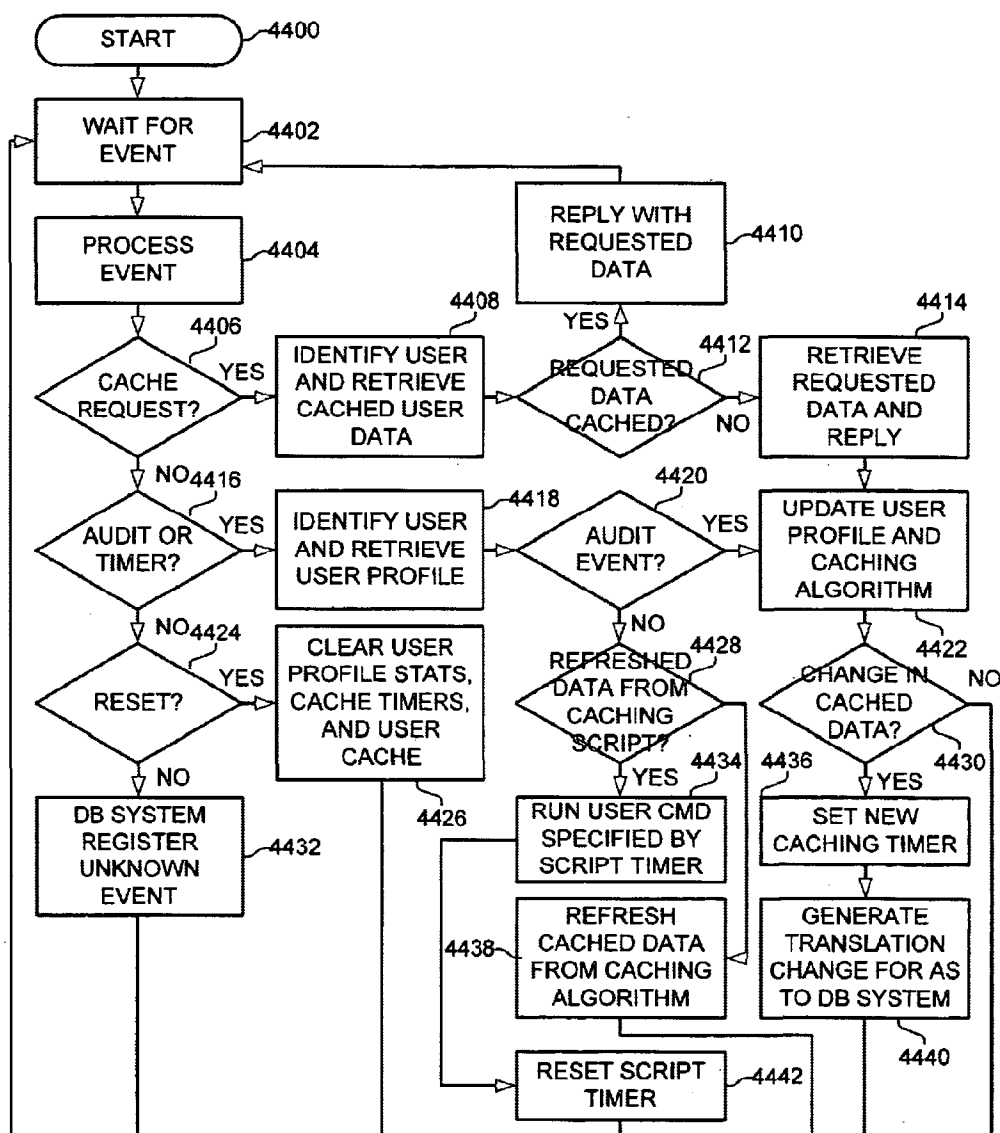 START
4400
WAIT FOR
EVENT
4402
PROCESS
EVENT
4404
REPLY WITH
REQUESTED
DATA
4410
4406
CACHE
REQUEST?
YES
NO
4408
IDENTIFY USER
AND RETRIEVE
CACHED USER
DATA
YES
4412
REQUESTED
DATA
CACHED?
NO
4414
RETRIEVE
REQUESTED
DATA AND
REPLY
4416
AUDIT OR
TIMER?
YES
NO
4418
IDENTIFY USER
AND RETRIEVE
USER PROFILE
4420
AUDIT
EVENT?
YES
NO
UPDATE USER
PROFILE AND
CACHING
ALGORITHM
4422
4424
RESET?
YES
NO
CLEAR USER
PROFILE STATS,
CACHE TIMERS,
AND USER
CACHE
4426
4428
REFRESHED
DATA FROM
CACHING
SCRIPT?
YES
CHANGE IN
CACHED
DATA?
NO
4430
YES
DB SYSTEM
REGISTER
UNKNOWN
EVENT
4432
4434
RUN USER CMD
SPECIFIED BY
SCRIPT TIMER
4436
SET NEW
CACHING TIMER
4438
REFRESH
CACHED DATA
FROM CACHING
ALGORITHM
GENERATE
TRANSLATION
CHANGE FOR AS
TO DB SYSTEM
4440
RESET SCRIPT
TIMER
4442